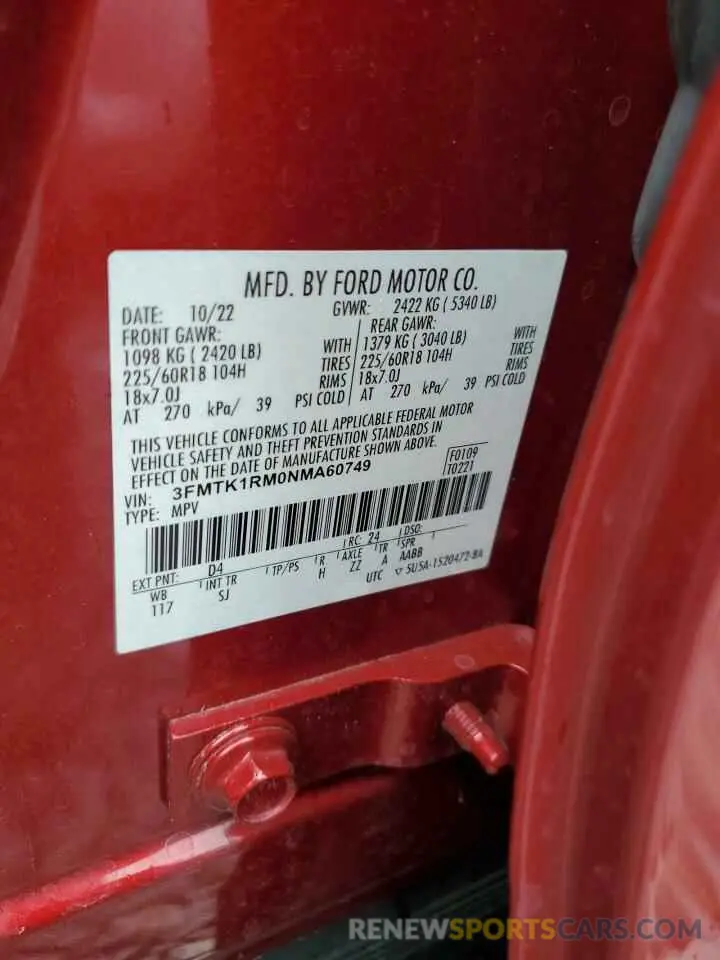 MFD. BY FORD MOTOR CO.
DATE: 10/22 GVWR: 2422 KG ( 5340 LB)
FRONT GAWR: REAR GAWR:
1098 KG ( 2420 LB) WITH 1379 KG ( 3040 LB) WITH
225/60R18 104H TIRES 225/60R18 104H TIRES
18x7.0J RIMS 18x7.0J RIMS
AT 270 kPa/ 39 PSI COLD AT 270 kPa/ 39 PSI COLD
THIS VEHICLE CONFORMS TO ALL APPLICABLE FEDERAL MOTOR
VEHICLE SAFETY AND THEFT PREVENTION STANDARDS IN
EFFECT ON THE DATE OF MANUFACTURE SHOWN ABOVE.
VIN: 3FMTK1RM0NMA60749 F0109
TYPE: MPV T0221
EXT PNT: D4 RC: 24 DSO:
WB INT TR TP/PS R AXLE TR SPR
117 SJ H ZZ A AABB
UTC ▽ 5U5A-1520472-BA
RENEWSPORTSCARS.COM